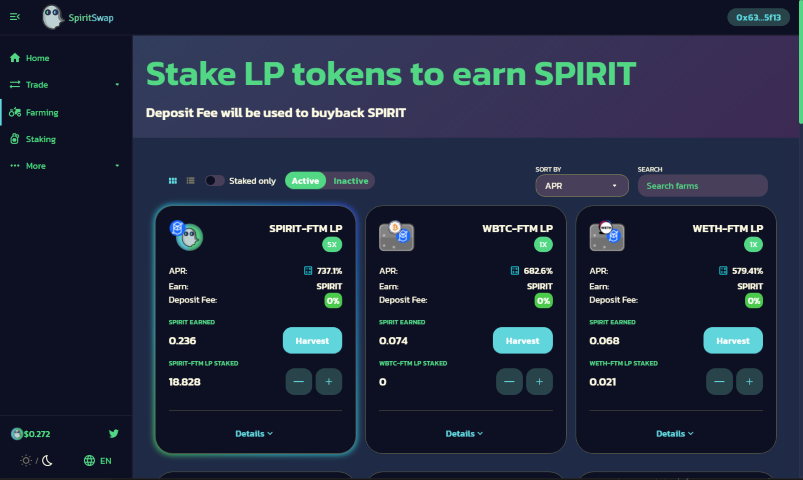 SpiritSwap
0x63...5f13
Home
Trade
Farming
Staking
More
$0.272
/
EN
Stake LP tokens to earn SPIRIT
Deposit Fee will be used to buyback SPIRIT
Staked only
Active
Inactive
SORT BY
APR
SEARCH
Search farms
SPIRIT-FTM LP
5X
APR:
737.1%
Earn:
SPIRIT
Deposit Fee:
0%
SPIRIT EARNED
0.236
Harvest
SPIRIT-FTM LP STAKED
18.828
Details
WBTC-FTM LP
1X
APR:
682.6%
Earn:
SPIRIT
Deposit Fee:
0%
SPIRIT EARNED
0.074
Harvest
WBTC-FTM LP STAKED
0
Details
WETH-FTM LP
1X
APR:
579.41%
Earn:
SPIRIT
Deposit Fee:
0%
SPIRIT EARNED
0.068
Harvest
WETH-FTM LP STAKED
0.021
Details